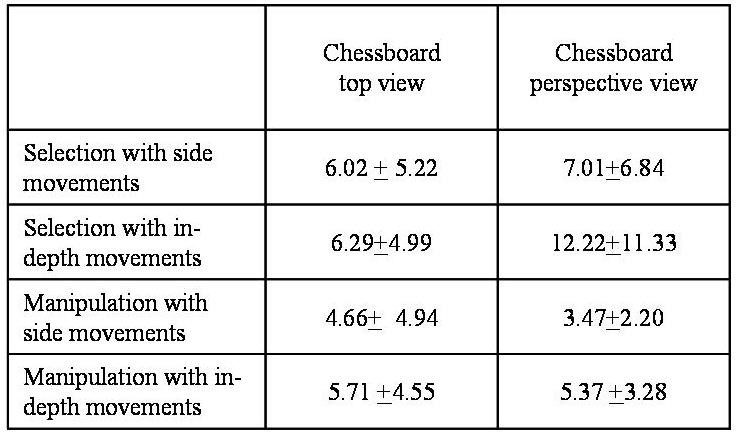 Chessboard top view
Chessboard perspective view
Selection with side movements
6.02 ± 5.22
7.01±6.84
Selection with in-depth movements
6.29±4.99
12.22±11.33
Manipulation with side movements
4.66± 4.94
3.47±2.20
Manipulation with in-depth movements
5.71 ±4.55
5.37 ±3.28